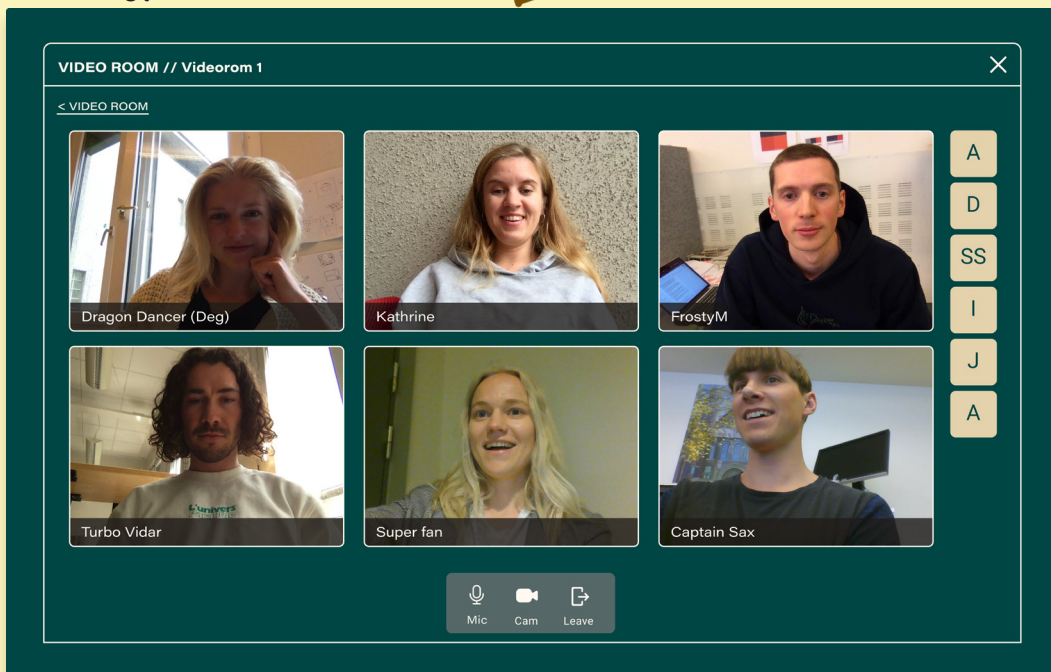 VIDEO ROOM // Videorom 1
< VIDEO ROOM
Dragon Dancer (Deg)
Kathrine
FrostyM
A
D
SS
I
J
A
L'univers
Turbo Vidar
Super fan
Captain Sax
Mic
Cam
Leave